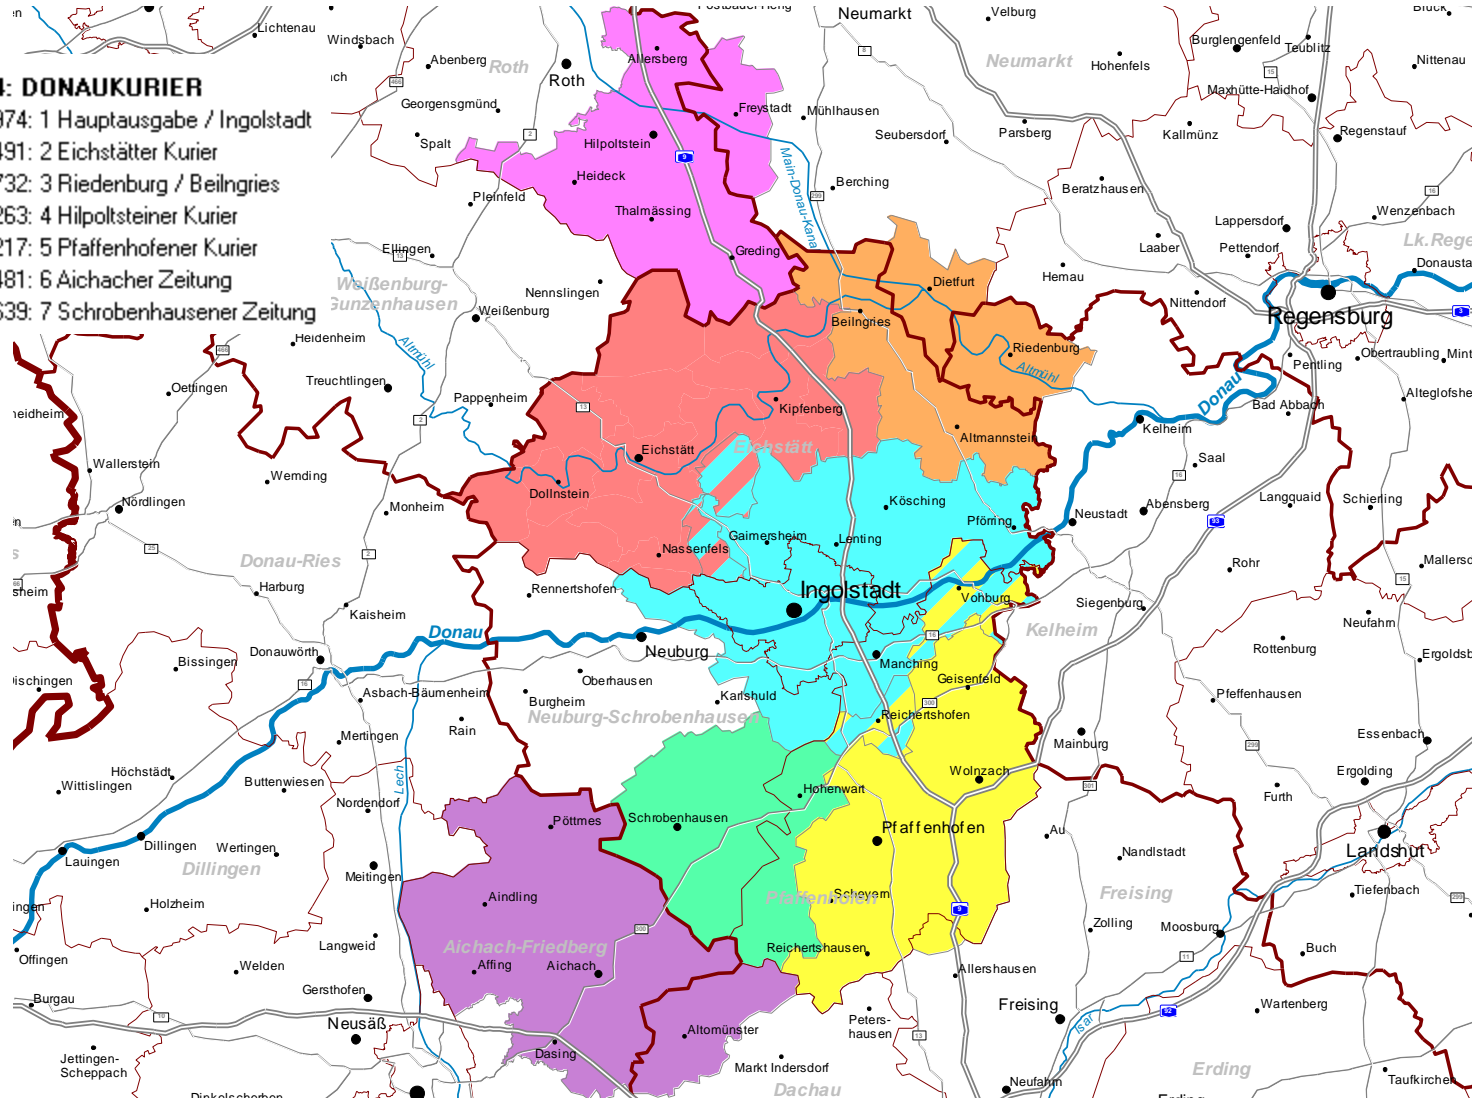 4: DONAUKURIER
974: 1 Hauptausgabe / Ingolstadt
491: 2 Eichstätter Kurier
732: 3 Riedenburg / Beilngries
263: 4 Hilpoltsteiner Kurier
217: 5 Pfaffenhofener Kurier
481: 6 Aichacher Zeitung
639: 7 Schrobenhausener Zeitung
Lichtenau
Windsbach
Abenberg
Roth
Roth
Georgensgmünd
Spalt
Pleinfeld
Ellingen
Weißenburg-
Gunzenhausen
Weißenburg
Nennslingen
Allersberg
Freystadt
Hilpoltstein
Heideck
Thalmässing
Greding
Neumarkt
Velburg
Neumarkt
Hohenfels
Mühlhausen
Seubersdorf
Parsberg
Berching
Main-Donau-Kana
Beratzhausen
Laaber
Hemau
Burglengenfeld
Teublitz
Nittenau
Maxhütte-Haidhof
Kallmünz
Regenstauf
Wenzenbach
Lappersdorf
Pettendorf
Lk.Rege
Donausta
Nittendorf
Regensburg
Pentling
Obertraubling
Mint
Alteglofshe
Bad Abbach
Donau
Dietfurt
Beilngries
Riedenburg
Altmühl
Altmannstein
Kelheim
Saal
Abensberg
Langquaid
Schierling
Neustadt
Heidenheim
Oettingen
Treuchtlingen
Altmühl
Pappenheim
Kipfenberg
Eichstätt
Eichstätt
Dollnstein
Wallerstein
Wemding
Nördlingen
Monheim
Kösching
Pförring
Gaimersheim
Lenting
Nassenfels
Ingolstadt
Vohburg
Rohr
Mallersd
Donau-Ries
Harburg
Kaisheim
Rennertshofen
Donau
Neuburg
Manching
Geisenfeld
Kelheim
Siegenburg
Neufahrn
Rottenburg
Ergoldsb
Donauwörth
Bissingen
Asbach-Bäumenheim
Oberhausen
Burgheim
Karlshuld
Reichertshofen
Neuburg-Schrobenhausen
Pfeffenhausen
Mainburg
Essenbach
Rain
Mertingen
Höchstädt
Buttenwiesen
Wittislingen
Lech
Nordendorf
Wolnzach
Ergolding
Furth
Hohenwart
Schrobenhausen
Pöttmes
Pfaffenhofen
Au
Landshut
Dillingen
Wertingen
Lauingen
Dillingen
Meitingen
Nandlstadt
Aindling
Scheyern
Pfaffenhofen
Freising
Tiefenbach
Holzheim
Zolling
Moosburg
Langweid
Aichach-Friedberg
Reichertshausen
Buch
Offingen
Welden
Affing
Aichach
Allershausen
Gersthofen
Burgau
Neusäß
Altomünster
Peters-
hausen
Freising
Wartenberg
Isar
Jettingen-
Scheppach
Dasing
Markt Indersdorf
Dachau
Neufahrn
Erding
Taufkirchen